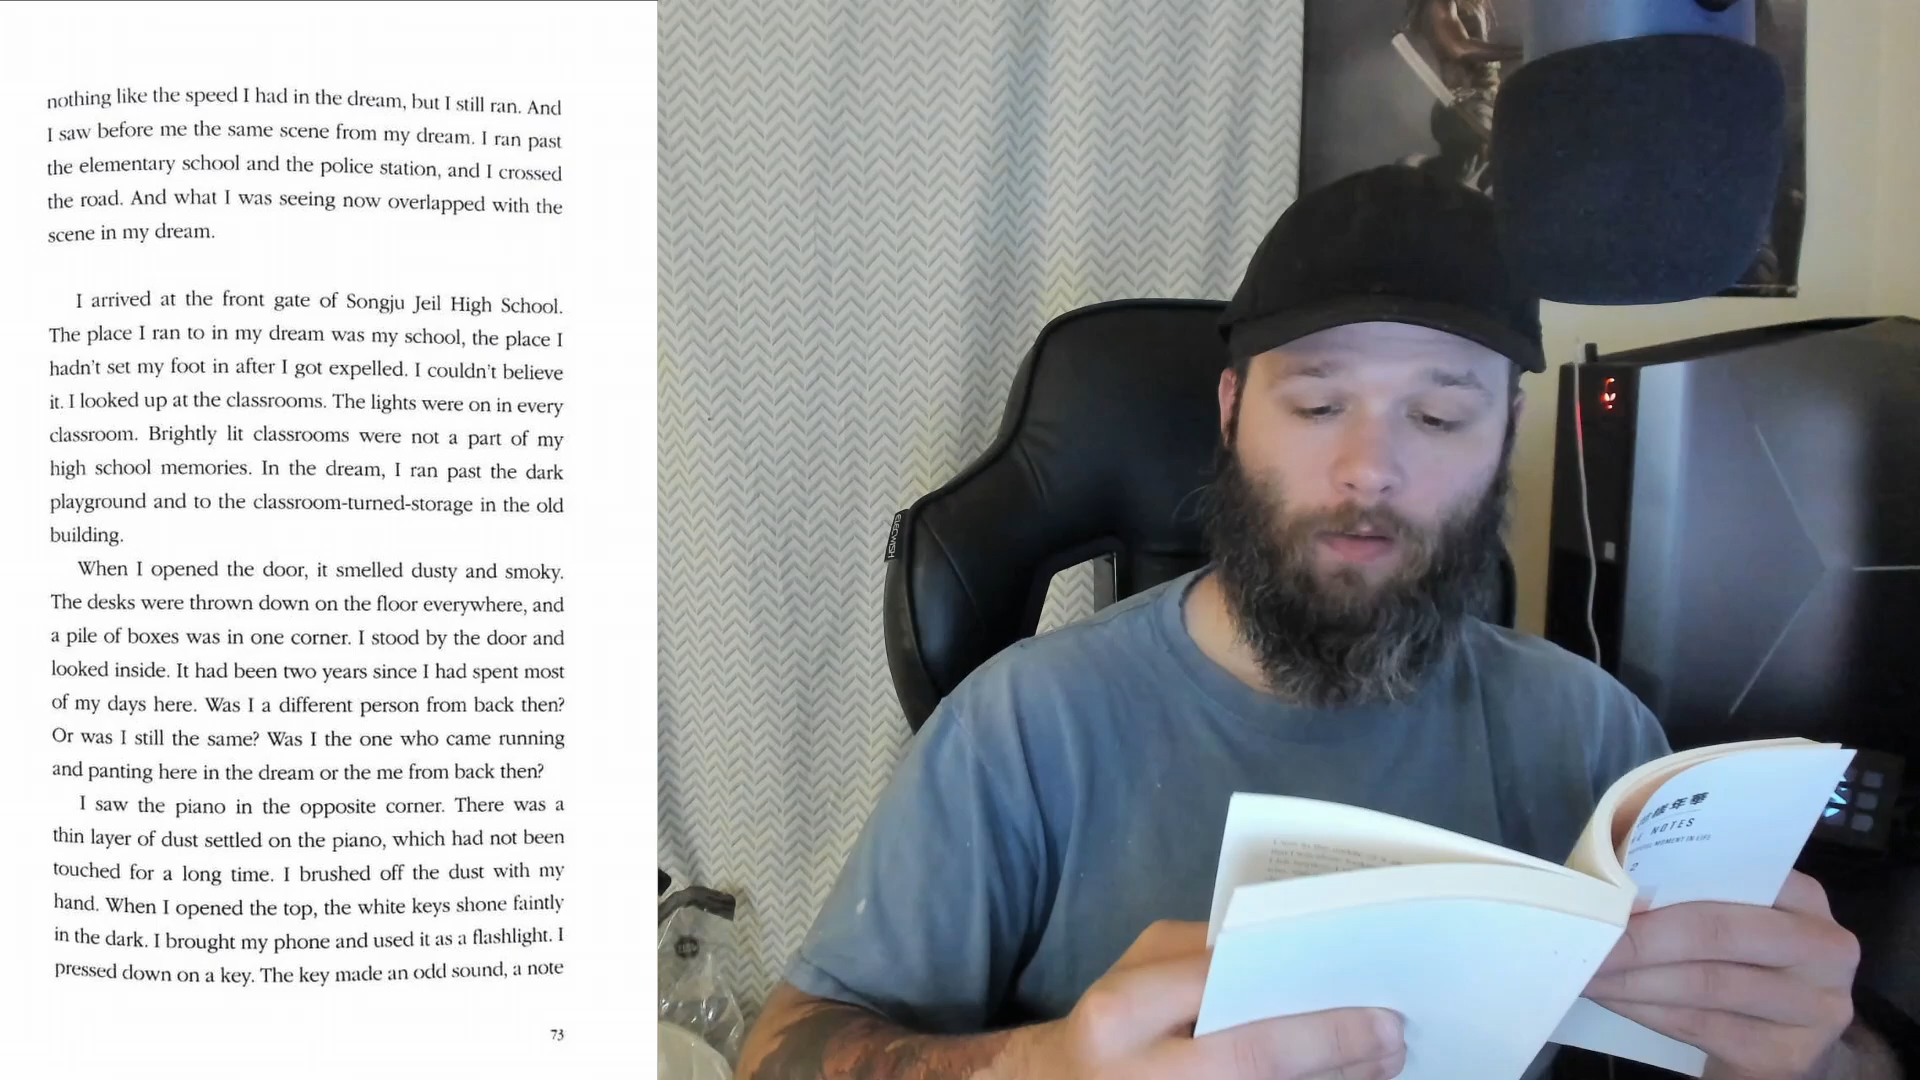 nothing like the speed I had in the dream, but I still ran. And
I saw before me the same scene from my dream. I ran past
the elementary school and the police station, and I crossed
the road. And what I was seeing now overlapped with the
scene in my dream.
I arrived at the front gate of Songju Jeil High School.
The place I ran to in my dream was my school, the place I
hadn't set my foot in after I got expelled. I couldn't believe
it. I looked up at the classrooms. The lights were on in every
classroom. Brightly lit classrooms were not a part of my
high school memories. In the dream, I ran past the dark
playground and to the classroom-turned-storage in the old
building.
When I opened the door, it smelled dusty and smoky.
The desks were thrown down on the floor everywhere, and
a pile of boxes was in one corner. I stood by the door and
looked inside. It had been two years since I had spent most
of my days here. Was I a different person from back then?
Or was I still the same? Was I the one who came running
and panting here in the dream or the me from back then?
I saw the piano in the opposite corner. There was a
thin layer of dust settled on the piano, which had not been
touched for a long time. I brushed off the dust with my
hand. When I opened the top, the white keys shone faintly
in the dark. I brought my phone and used it as a flashlight. I
pressed down on a key. The key made an odd sound, a note
73
ELECWISH
年華
NOTES
MOMENT IN LIFE
2